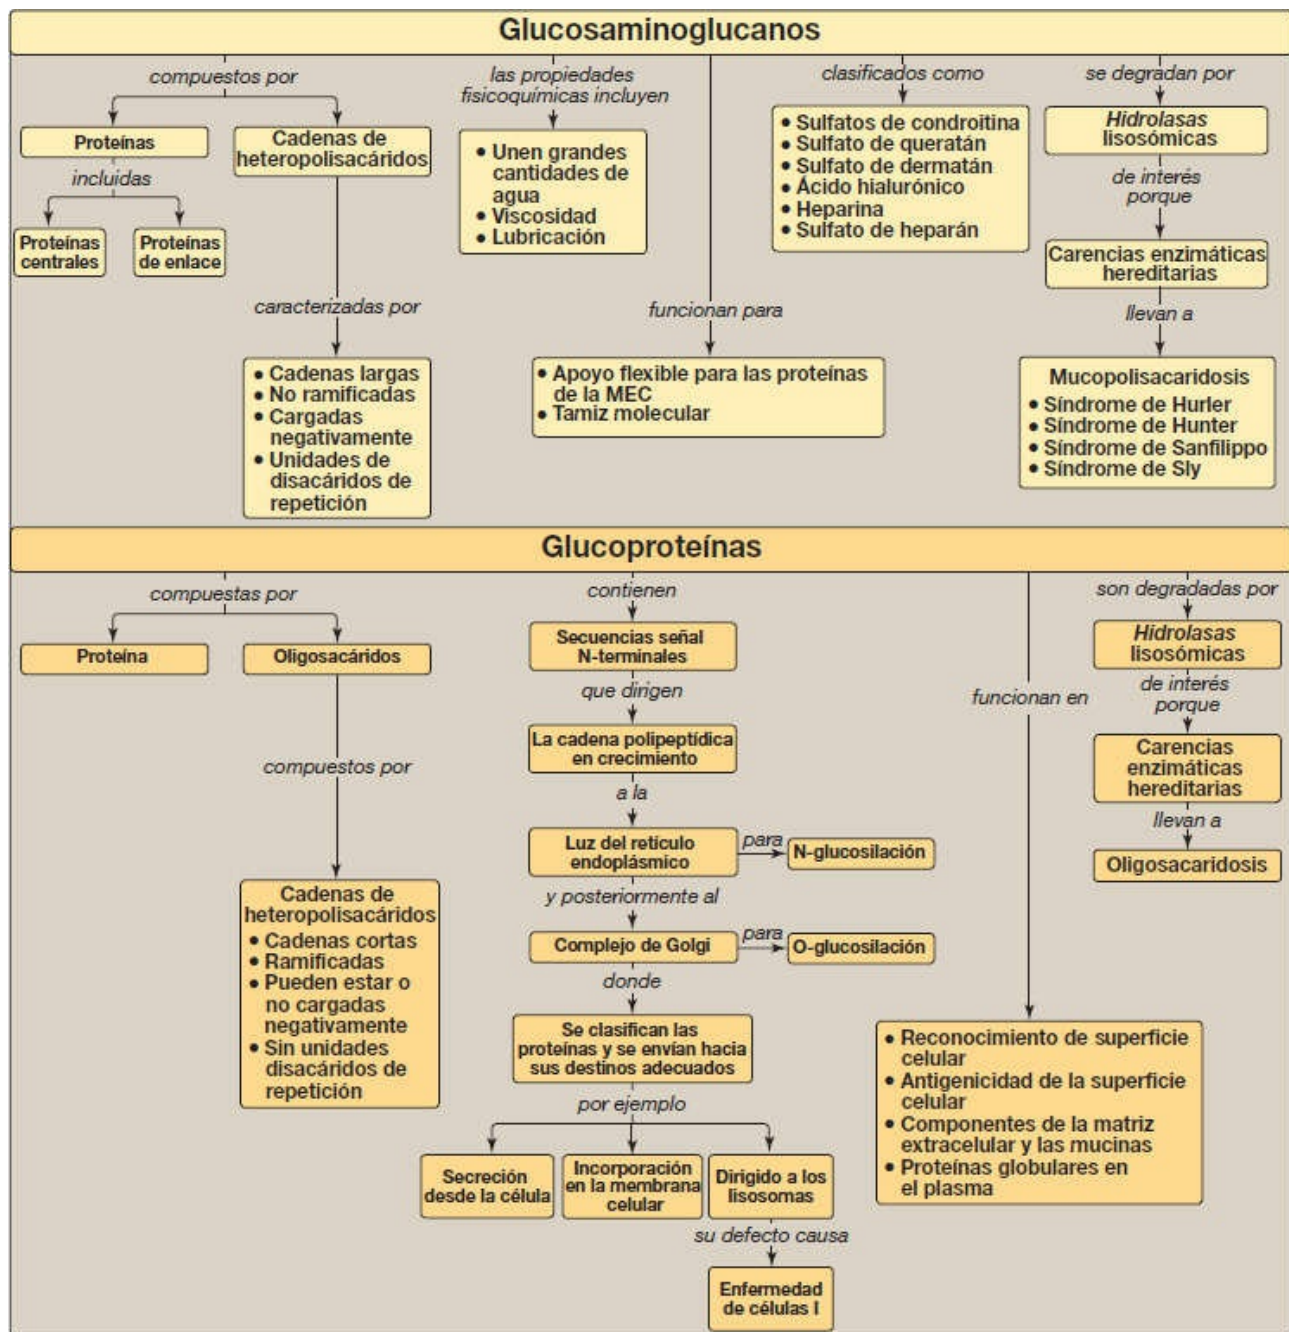 Glucosaminoglucanos
compuestos por
Proteínas
incluidas
Proteínas
centrales
Proteínas
de enlace
Cadenas de
heteropolisacáridos
caracterizadas por
• Cadenas largas
• No ramificadas
• Cargadas
negativamente
• Unidades de
disacáridos de
repetición
las propiedades
fisicoquímicas incluyen
• Unen grandes
cantidades de
agua
• Viscosidad
• Lubricación
funcionan para
• Apoyo flexible para las proteínas
de la MEC
• Tamiz molecular
clasificados como
• Sulfatos de condroitina
• Sulfato de queratán
• Sulfato de dermatán
• Ácido hialurónico
• Heparina
• Sulfato de heparán
se degradan por
Hidrolasas
lisosómicas
de interés
porque
Carencias enzimáticas
hereditarias
llevan a
Mucopolisacaridosis
• Síndrome de Hurler
• Síndrome de Hunter
• Síndrome de Sanfilippo
• Síndrome de Sly
Glucoproteínas
compuestas por
Proteína
Oligosacáridos
compuestos por
Cadenas de
heteropolisacáridos
• Cadenas cortas
• Ramificadas
• Pueden estar o
no cargadas
negativamente
• Sin unidades
disacáridos de
repetición
contienen
Secuencias señal
N-terminales
que dirigen
La cadena polipeptídica
en crecimiento
a la
Luz del retículo
endoplásmico
para
N-glucosilación
y posteriormente al
Complejo de Golgi
para
O-glucosilación
donde
Se clasifican las
proteínas y se envían hacia
sus destinos adecuados
por ejemplo
Secreción
desde la célula
Incorporación
en la membrana
celular
Dirigido a los
lisosomas
su defecto causa
Enfermedad
de células I
funcionan en
• Reconocimiento de superficie
celular
• Antigenicidad de la superficie
celular
• Componentes de la matriz
extracelular y las mucinas
• Proteínas globulares en
el plasma
son degradadas por
Hidrolasas
lisosómicas
de interés
porque
Carencias
enzimáticas
hereditarias
llevan a
Oligosacaridosis